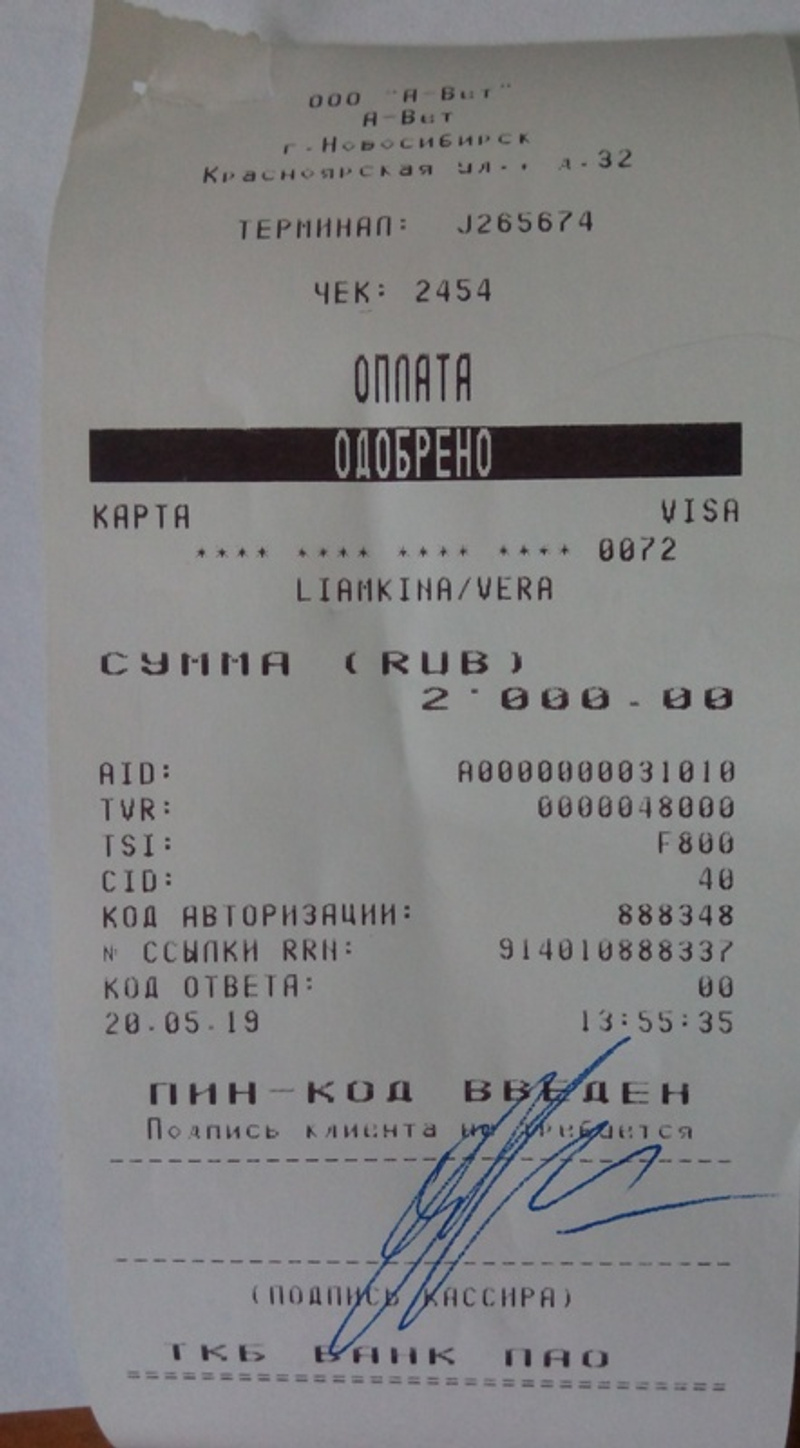 ООО "А-Вет"
А-Вет
г.Новосибирск
Красноярская ул., д.32
ТЕРМИНАЛ: J265674
ЧЕК: 2454
ОПЛАТА
ОДОБРЕНО
КАРТА VISA
**** **** **** **** 0072
LIAMKINA/VERA
СУММА (RUB)
2'000.00
AID: A0000000031010
TVR: 0000048000
TSI: F800
CID: 40
КОД АВТОРИЗАЦИИ: 888348
№ ССЫЛКИ RRN: 914010888337
КОД ОТВЕТА: 00
20.05.19 13:55:35
ПИН-КОД ВВЕДЕН
Подпись клиента не требуется
(ПОДПИСЬ КАССИРА)
ТКБ БАНК ПАО